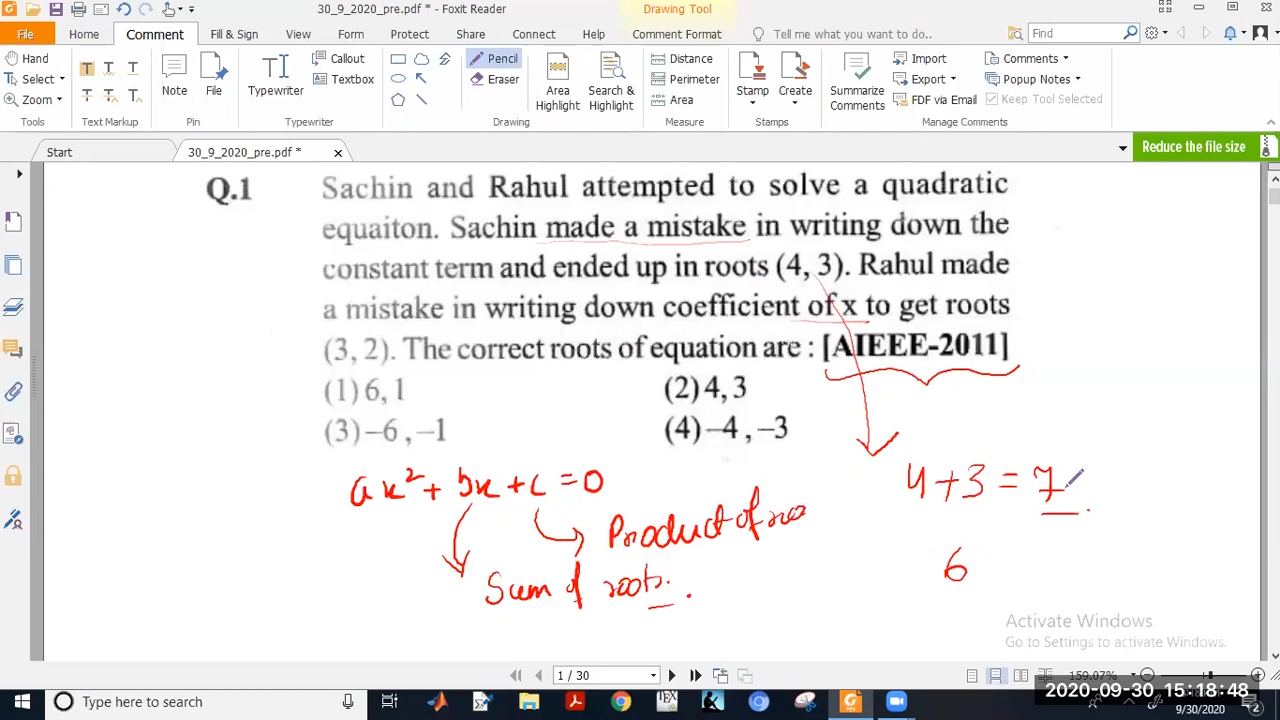 30_9_2020_pre.pdf * - Foxit Reader
Drawing Tool
File Home Comment Fill & Sign View Form Protect Share Connect Help Comment Format Tell me what you want to do.. Find
Hand
Select
Zoom
Tools
Text Markup
Note
File
Pin
Typewriter
Callout
Textbox
Typewriter
Pencil
Eraser
Area Highlight
Search & Highlight
Drawing
Distance
Perimeter
Area
Measure
Stamp
Create
Stamps
Summarize Comments
Import
Export
FDF via Email
Comments
Popup Notes
Keep Tool Selected
Manage Comments
Start
30_9_2020_pre.pdf *
Reduce the file size
Q.1 Sachin and Rahul attempted to solve a quadratic
equaiton. Sachin made a mistake in writing down the
constant term and ended up in roots (4, 3). Rahul made
a mistake in writing down coefficient of x to get roots
(3, 2). The correct roots of equation are : [AIEEE-2011]
(1) 6, 1 (2) 4, 3
(3) –6 , –1 (4) –4 , –3
ax² + bx + c = 0
4 + 3 = 7
Product of roo
Sum of roots.
6
Activate Windows
Go to Settings to activate Windows.
1 / 30
159.07%
Type here to search
2020-09-30 15:18:48
9/30/2020
2